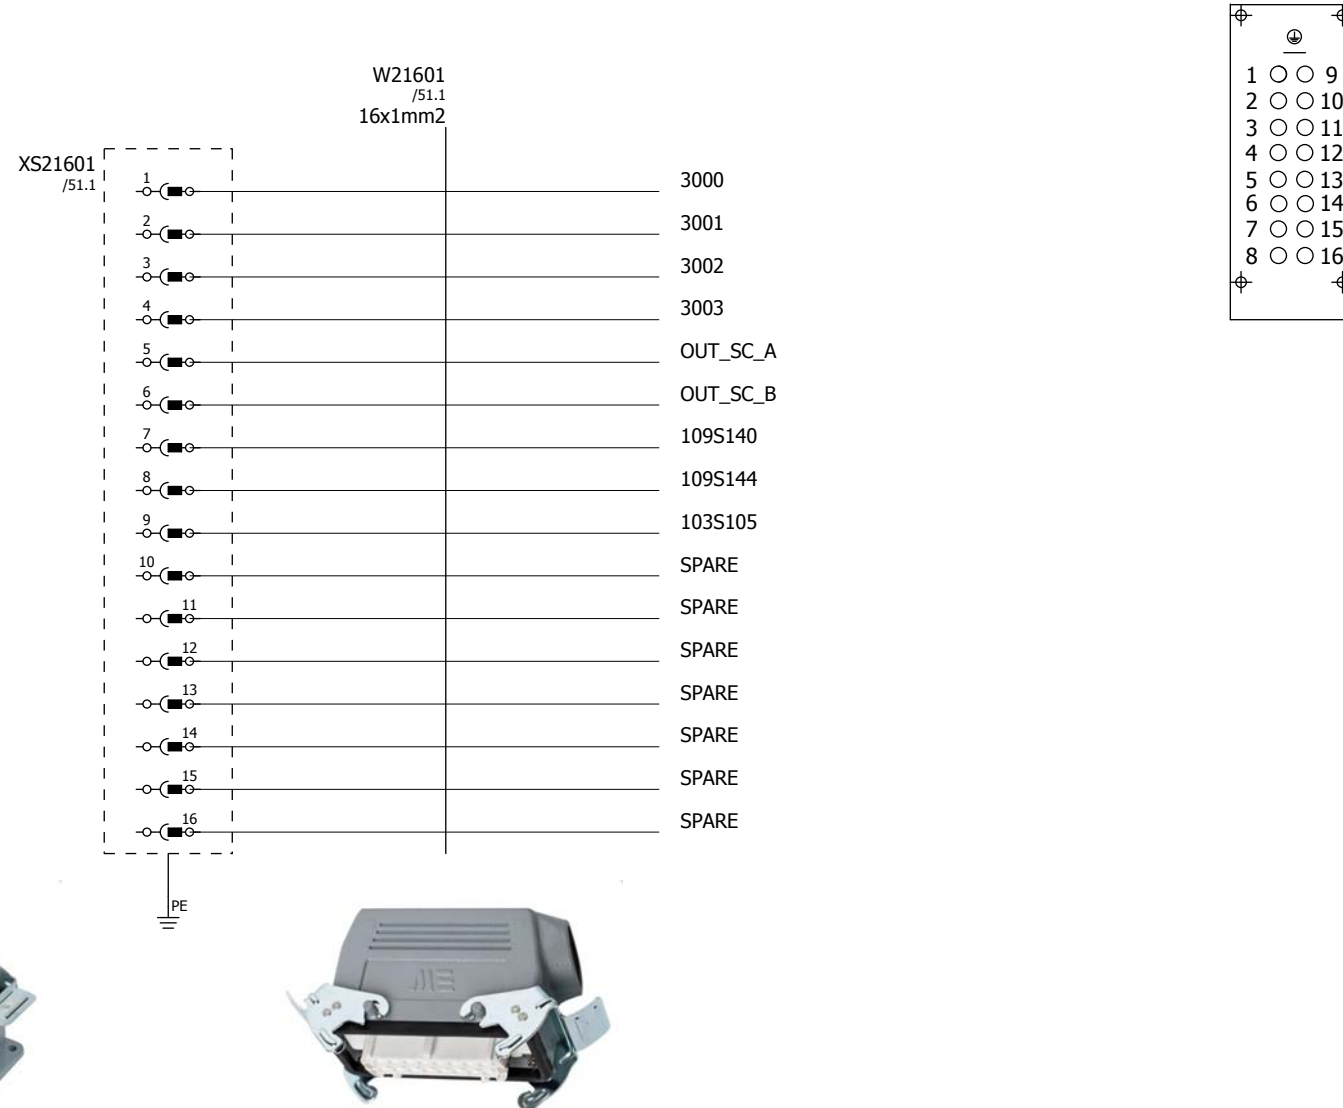 W21601
/51.1
16x1mm2
XS21601
/51.1
1 3000
2 3001
3 3002
4 3003
5 OUT_SC_A
6 OUT_SC_B
7 109S140
8 109S144
9 103S105
10 SPARE
11 SPARE
12 SPARE
13 SPARE
14 SPARE
15 SPARE
16 SPARE
PE
1 9
2 10
3 11
4 12
5 13
6 14
7 15
8 16